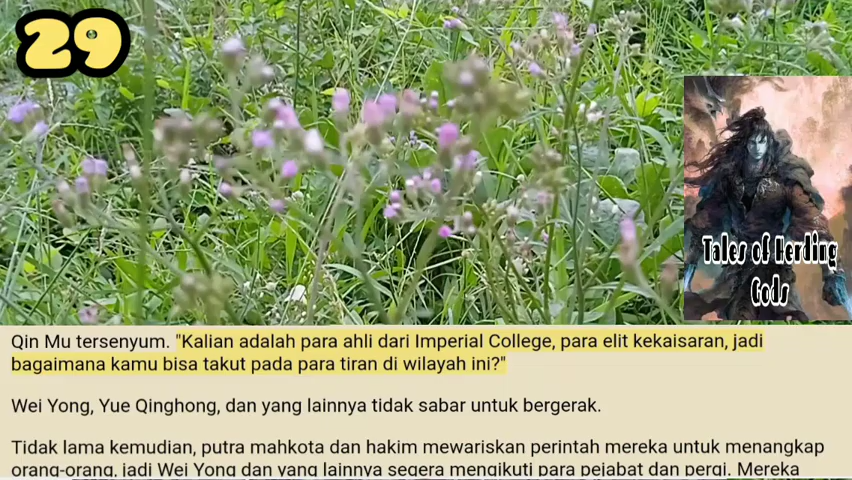 29
Tales of Herding
Gods
Qin Mu tersenyum. "Kalian adalah para ahli dari Imperial College, para elit kekaisaran, jadi
bagaimana kamu bisa takut pada para tiran di wilayah ini?"
Wei Yong, Yue Qinghong, dan yang lainnya tidak sabar untuk bergerak.
Tidak lama kemudian, putra mahkota dan hakim mewariskan perintah mereka untuk menangkap
orang-orang, jadi Wei Yong dan yang lainnya segera mengikuti para pejabat dan pergi. Mereka